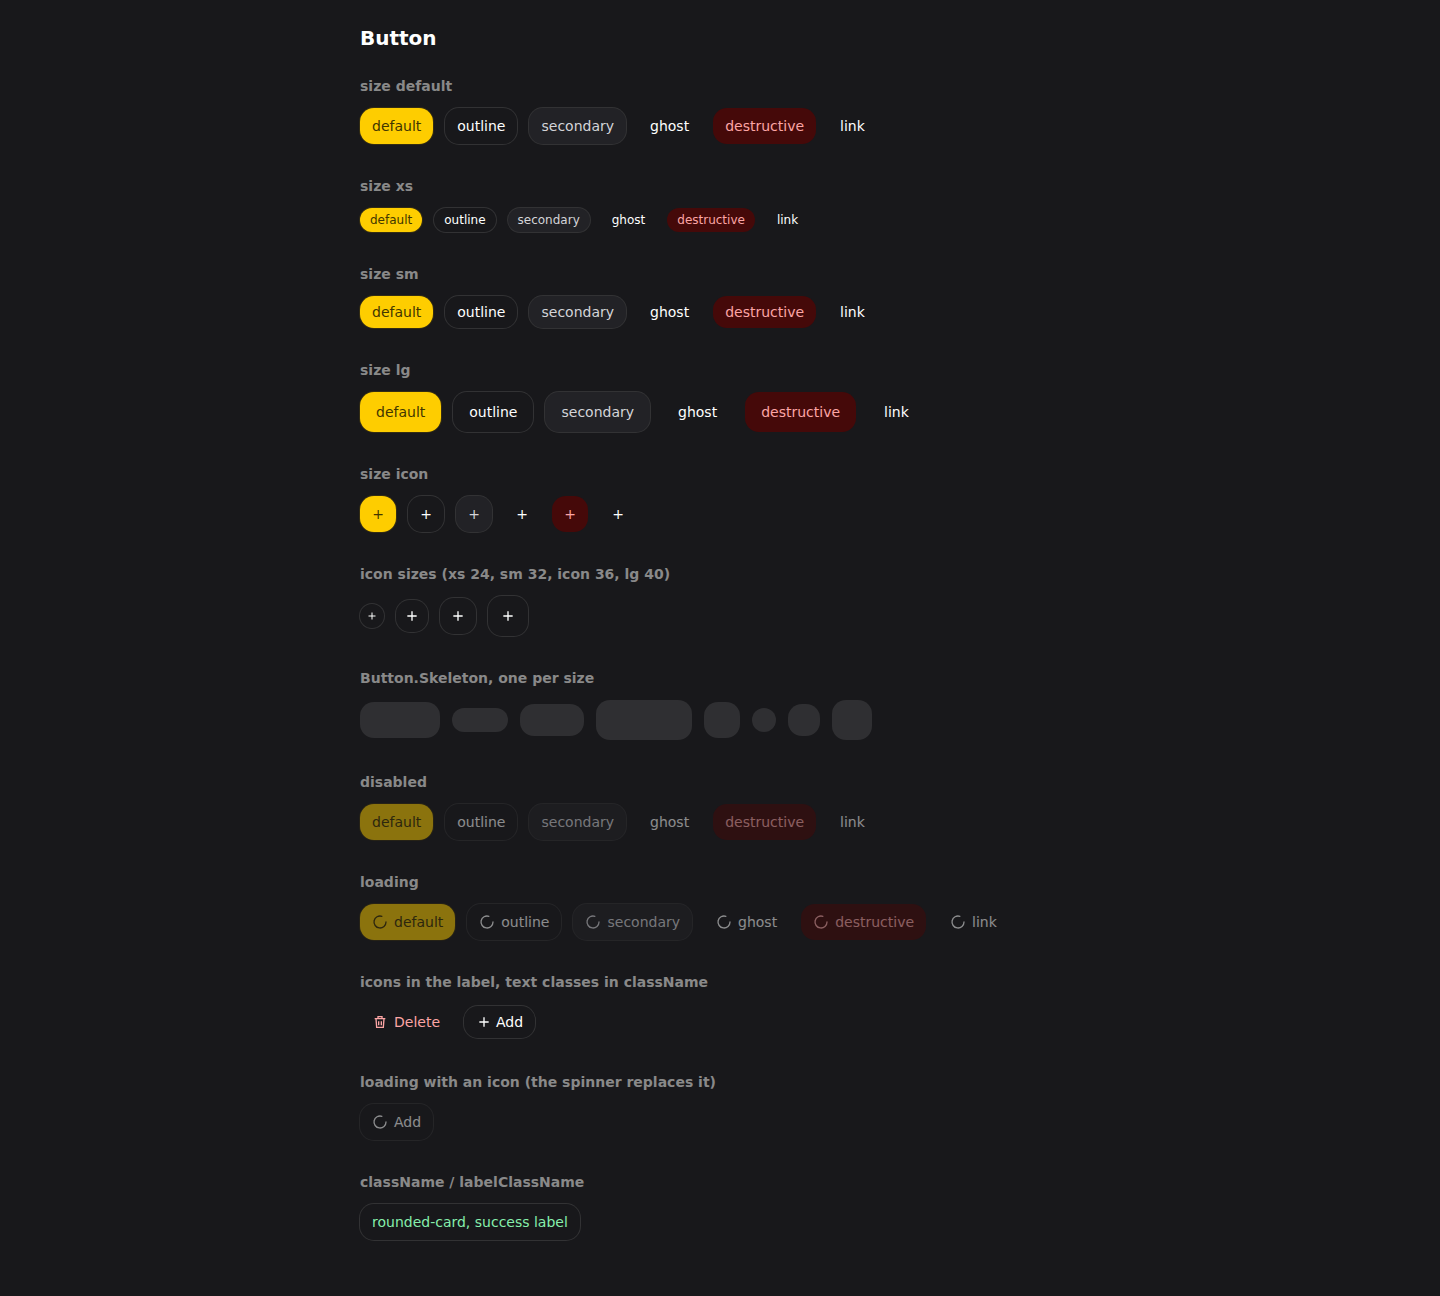 Button
size default
default outline secondary ghost destructive link
size xs
default outline secondary ghost destructive link
size sm
default outline secondary ghost destructive link
size lg
default outline secondary ghost destructive link
size icon
+ + + + + +
icon sizes (xs 24, sm 32, icon 36, lg 40)
Button.Skeleton, one per size
disabled
default outline secondary ghost destructive link
loading
default outline secondary ghost destructive link
icons in the label, text classes in className
Delete Add
loading with an icon (the spinner replaces it)
Add
className / labelClassName
rounded-card, success label